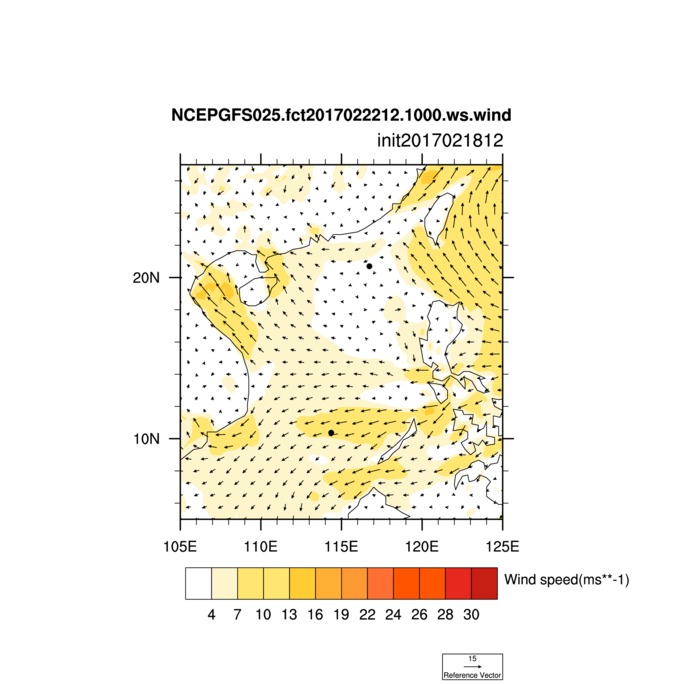 NCEPGFS025.fct2017022212.1000.ws.wind
init2017021812
20N
10N
105E 110E 115E 120E 125E
Wind speed(ms**-1)
4 7 10 13 16 19 22 24 26 28 30
15
Reference Vector